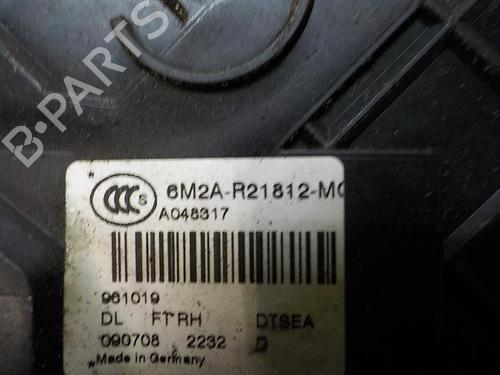 B-PARTS
CCC S 6M2A-R21812-MC
A048317
961019
DL FT RH DTSEA
090708 2232 D
Made in Germany